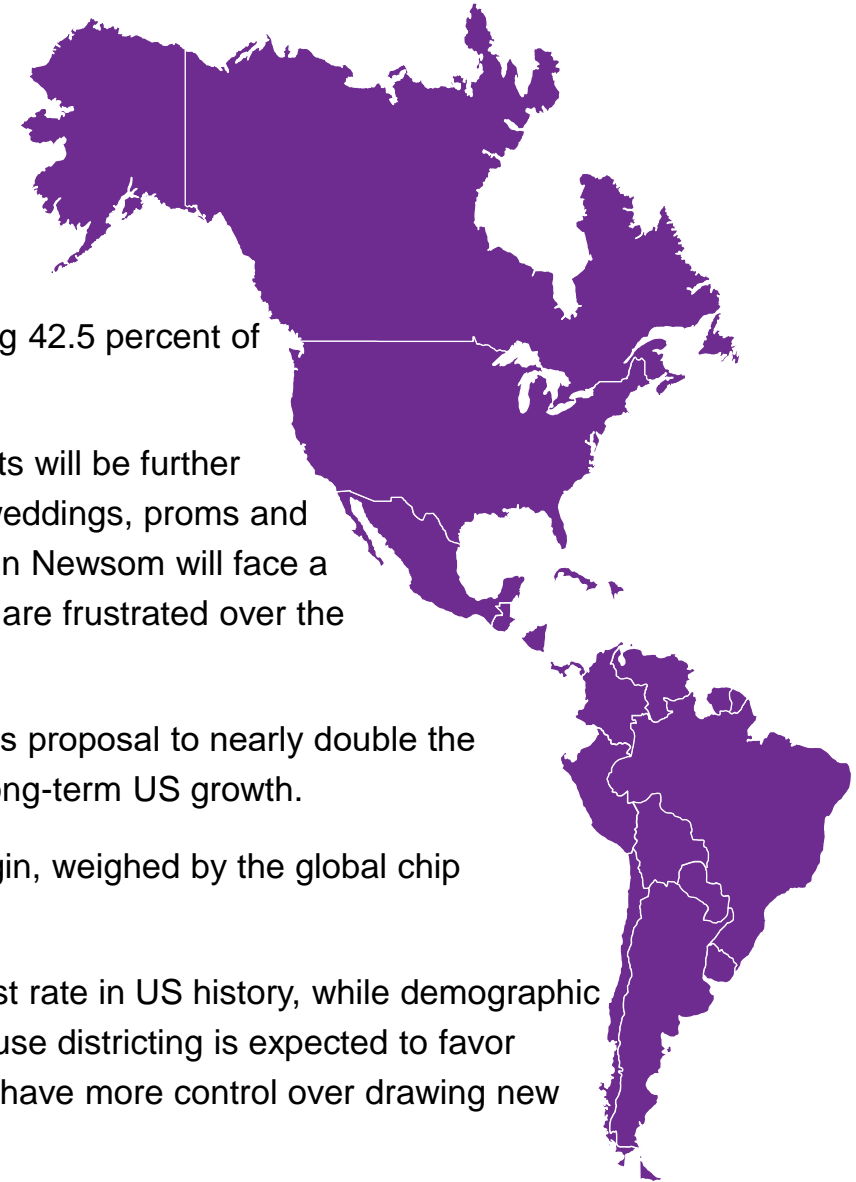 g 42.5 percent of
ts will be further
weddings, proms and
n Newsom will face a
are frustrated over the
s proposal to nearly double the
ong-term US growth.
gin, weighed by the global chip
st rate in US history, while demographic
use districting is expected to favor
have more control over drawing new